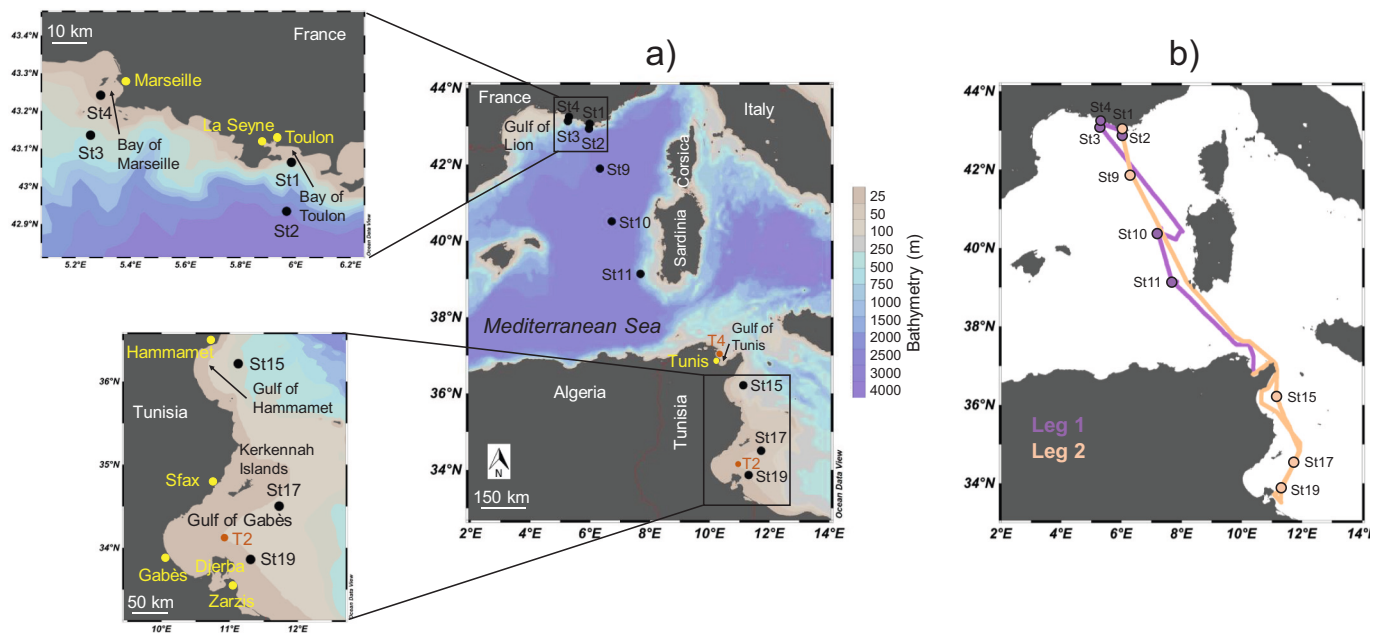 10 km
France
43.4°N
43.3°N
43.2°N
43.1°N
43°N
42.9°N
Marseille
St4
St3
Bay of
Marseille
La Seyne
Toulon
St1
Bay of
Toulon
St2
5.2°E
5.4°E
5.6°E
5.8°E
6°E
6.2°E
Ocean Data View
a)
44°N
42°N
40°N
38°N
36°N
34°N
France
Italy
Gulf of
Lion
St4
St1
St3
St2
St9
Corsica
St10
Sardinia
St11
Mediterranean Sea
T4
Gulf of
Tunis
Tunis
Algeria
Tunisia
St15
St17
T2
St19
N
150 km
2°E
4°E
6°E
8°E
10°E
12°E
14°E
Ocean Data View
25
50
100
250
500
750
1000
1500
2000
2500
3000
4000
Bathymetry (m)
b)
44°N
42°N
40°N
38°N
36°N
34°N
St4
St1
St3
St2
St9
St10
St11
St15
St17
St19
Leg 1
Leg 2
2°E
4°E
6°E
8°E
10°E
12°E
14°E
Hammamet
St15
36°N
Gulf of
Hammamet
Tunisia
Kerkennah
Islands
35°N
Sfax
St17
Gulf of Gabès
T2
34°N
St19
Gabès
Djerba
Zarzis
50 km
10°E
11°E
12°E
Ocean Data View